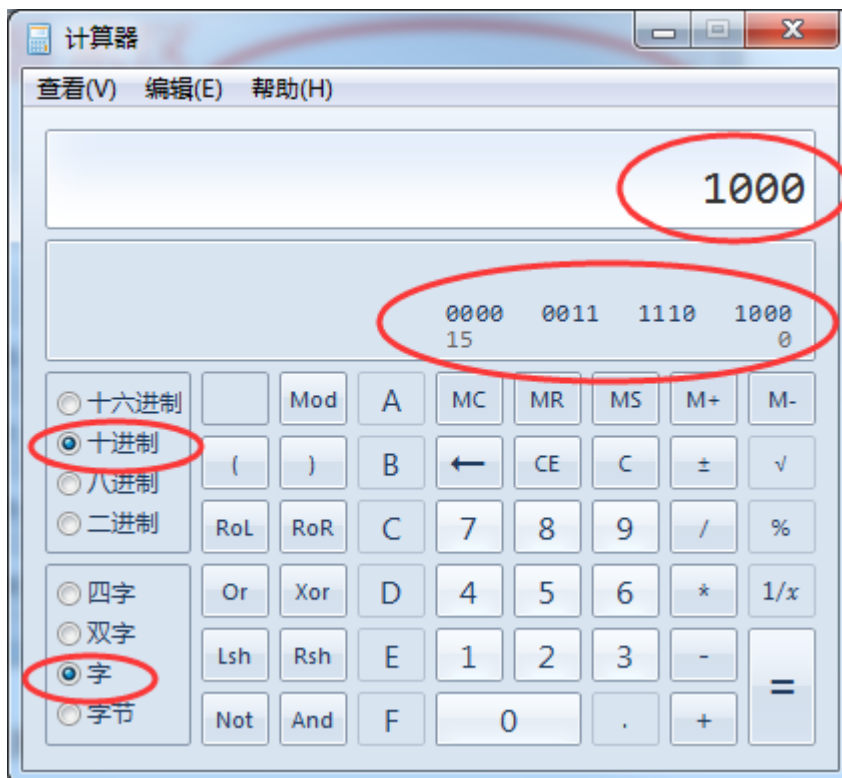 计算器
查看(V) 编辑(E) 帮助(H)
1000
0000 0011 1110 1000
15 0
十六进制 Mod A MC MR MS M+ M-
十进制 ( ) B ← CE C ± √
八进制
二进制 RoL RoR C 7 8 9 / %
四字 Or Xor D 4 5 6 * 1/x
双字
字 Lsh Rsh E 1 2 3 - =
字节 Not And F 0 . +